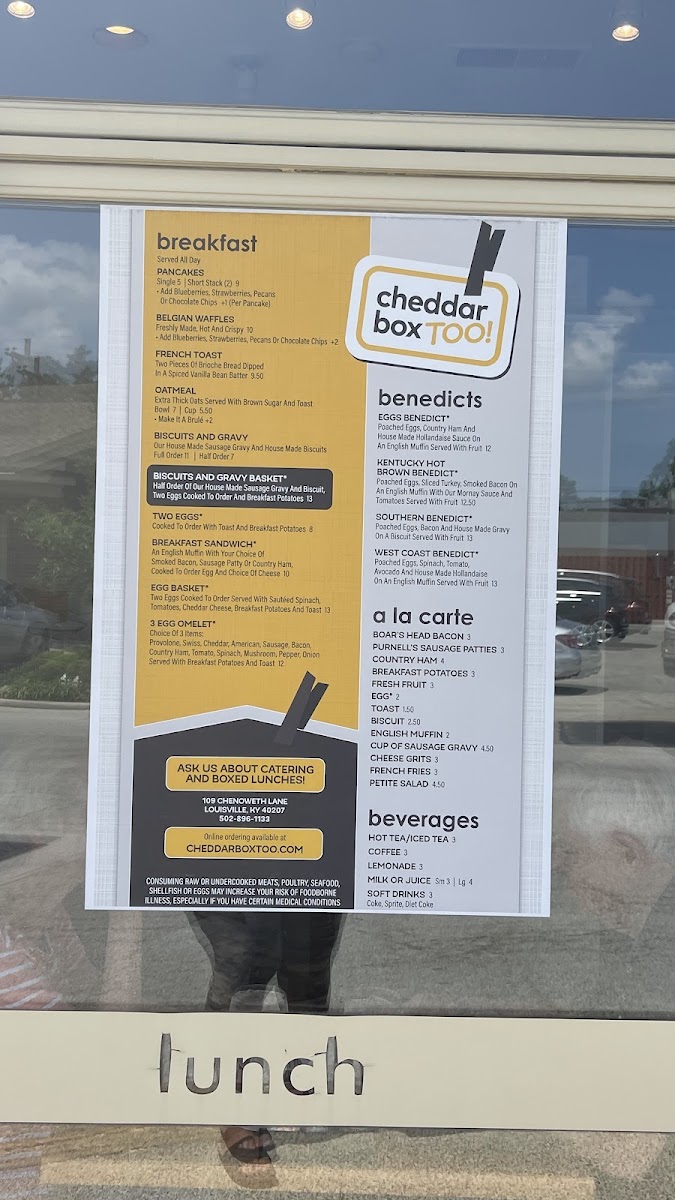 breakfast
Served All Day
PANCAKES
Single 5 | Short Stack (2) 9
• Add Blueberries, Strawberries, Pecans
Or Chocolate Chips +1 (Per Pancake)
BELGIAN WAFFLES
Freshly Made, Hot And Crispy 10
• Add Blueberries, Strawberries, Pecans Or Chocolate Chips +2
FRENCH TOAST
Two Pieces Of Brioche Bread Dipped
In A Spiced Vanilla Bean Batter 9.50
OATMEAL
Extra Thick Oats Served With Brown Sugar And Toast
Bowl 7 | Cup 5.50
• Make It A Brulé +2
BISCUITS AND GRAVY
Our House Made Sausage Gravy And House Made Biscuits
Full Order 11 | Half Order 7
BISCUITS AND GRAVY BASKET*
Half Order Of Our House Made Sausage Gravy And Biscuit,
Two Eggs Cooked To Order And Breakfast Potatoes 13
TWO EGGS*
Cooked To Order With Toast And Breakfast Potatoes 8
BREAKFAST SANDWICH*
An English Muffin With Your Choice Of
Smoked Bacon, Sausage Patty Or Country Ham,
Cooked To Order Egg And Choice Of Cheese 10
EGG BASKET*
Two Eggs Cooked To Order Served With Sautéed Spinach,
Tomatoes, Cheddar Cheese, Breakfast Potatoes And Toast 13
3 EGG OMELET*
Choice Of 3 Items:
Provolone, Swiss, Cheddar, American, Sausage, Bacon,
Country Ham, Tomato, Spinach, Mushroom, Pepper, Onion
Served With Breakfast Potatoes And Toast 12
ASK US ABOUT CATERING
AND BOXED LUNCHES!
109 CHENOWETH LANE
LOUISVILLE, KY 40207
502-896-1133
Online ordering available at
CHEDDARBOXTOO.COM
CONSUMING RAW OR UNDERCOOKED MEATS, POULTRY, SEAFOOD,
SHELLFISH OR EGGS MAY INCREASE YOUR RISK OF FOODBORNE
ILLNESS, ESPECIALLY IF YOU HAVE CERTAIN MEDICAL CONDITIONS
cheddar
box TOO!
benedicts
EGGS BENEDICT*
Poached Eggs, Country Ham And
House Made Hollandaise Sauce On
An English Muffin Served With Fruit 12
KENTUCKY HOT
BROWN BENEDICT*
Poached Eggs, Sliced Turkey, Smoked Bacon On
An English Muffin With Our Mornay Sauce And
Tomatoes Served With Fruit 12.50
SOUTHERN BENEDICT*
Poached Eggs, Bacon And House Made Gravy
On A Biscuit Served With Fruit 13
WEST COAST BENEDICT*
Poached Eggs, Spinach, Tomato,
Avocado And House Made Hollandaise
On An English Muffin Served With Fruit 13
a la carte
BOAR'S HEAD BACON 3
PURNELL'S SAUSAGE PATTIES 3
COUNTRY HAM 4
BREAKFAST POTATOES 3
FRESH FRUIT 3
EGG* 2
TOAST 1.50
BISCUIT 2.50
ENGLISH MUFFIN 2
CUP OF SAUSAGE GRAVY 4.50
CHEESE GRITS 3
FRENCH FRIES 3
PETITE SALAD 4.50
beverages
HOT TEA/ICED TEA 3
COFFEE 3
LEMONADE 3
MILK OR JUICE Sm 3 | Lg 4
SOFT DRINKS 3
Coke, Sprite, Diet Coke
lunch